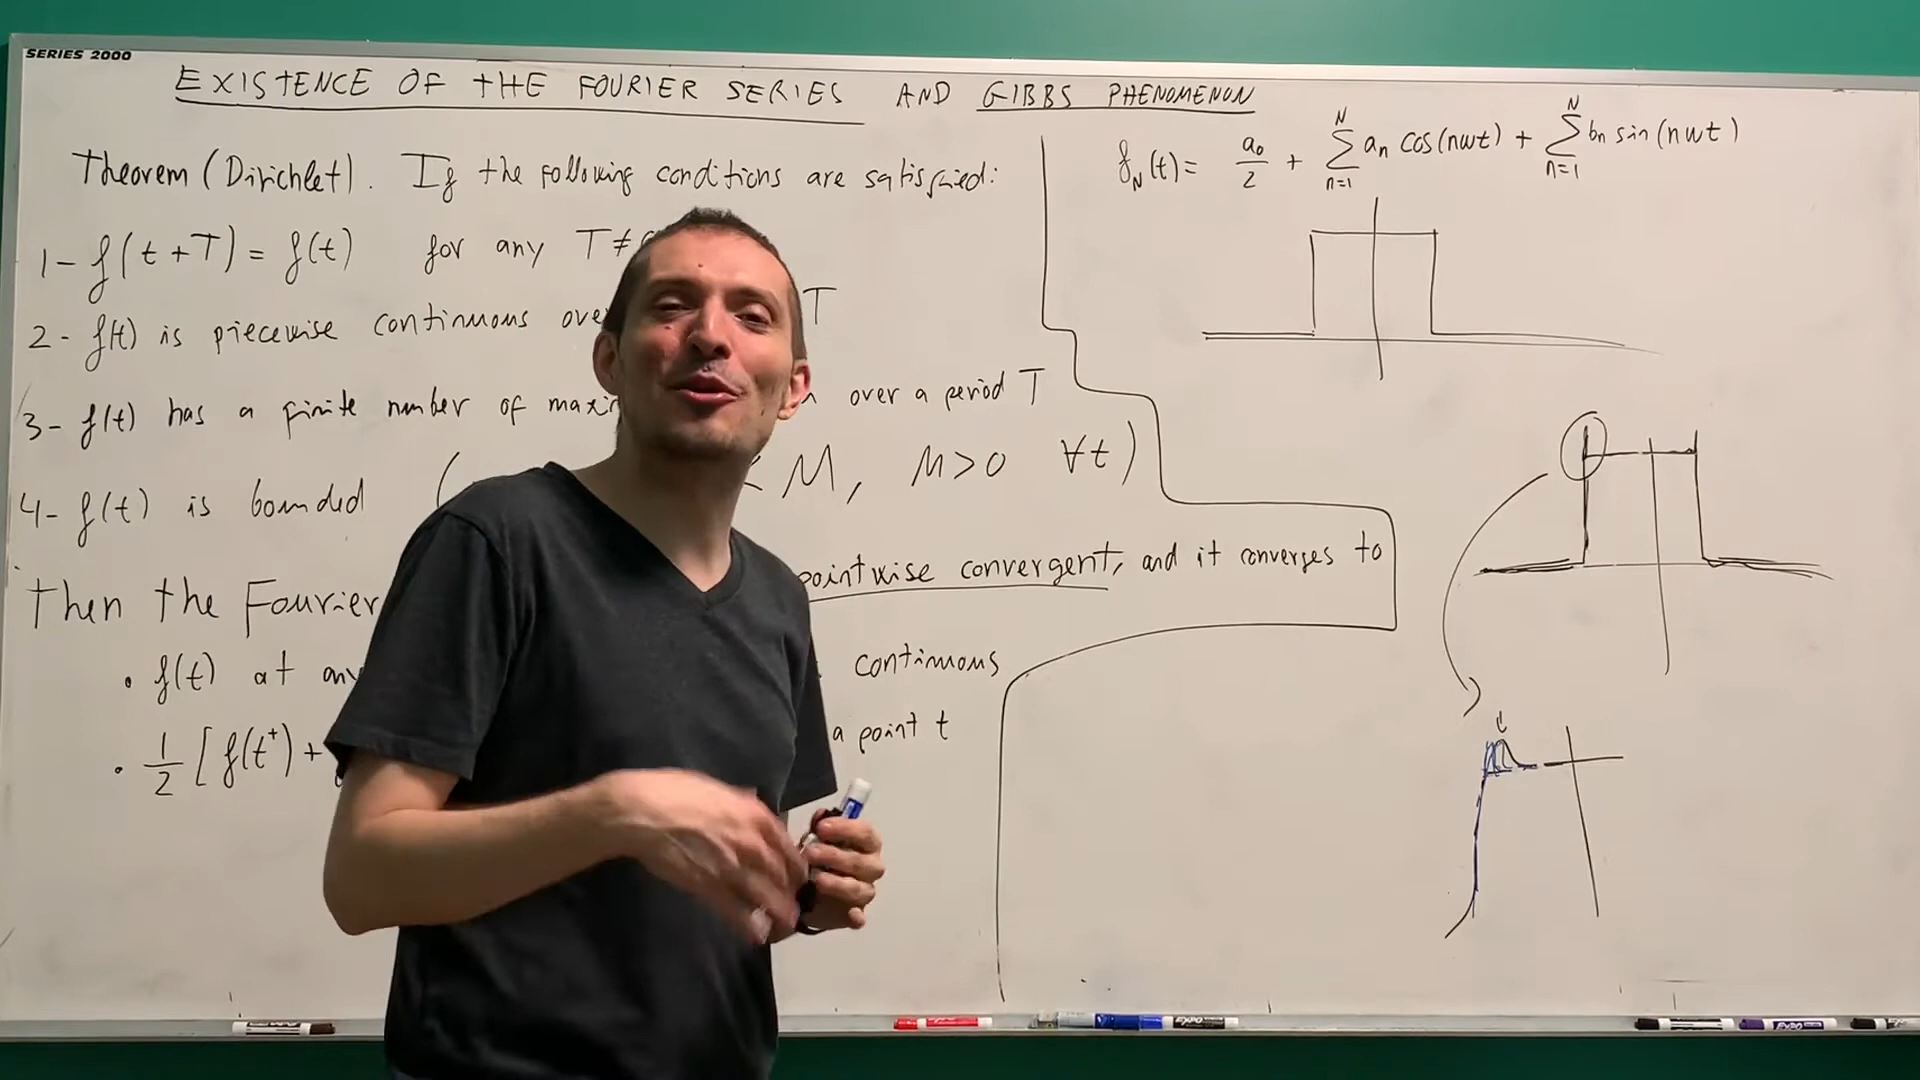 SERIES 2000
EXISTENCE OF THE FOURIER SERIES AND GIBBS PHENOMENON
Theorem (Dirichlet). If the following conditions are satisfied:
1- f(t+T) = f(t) for any T ≠
2- f(t) is piecewise continuous over T
3- f(t) has a finite number of over a period T
4- f(t) is bounded ( < M, M>0 ∀t)
Then the Fourier pointwise convergent, and it converges to
• f(t) at continuous
• 1/2 [f(t⁺) + a point t
f_N(t) = a₀/2 + Σ_{n=1}^{N} aₙ cos(nωt) + Σ_{n=1}^{N} bₙ sin(nωt)
EXPO
EXPO